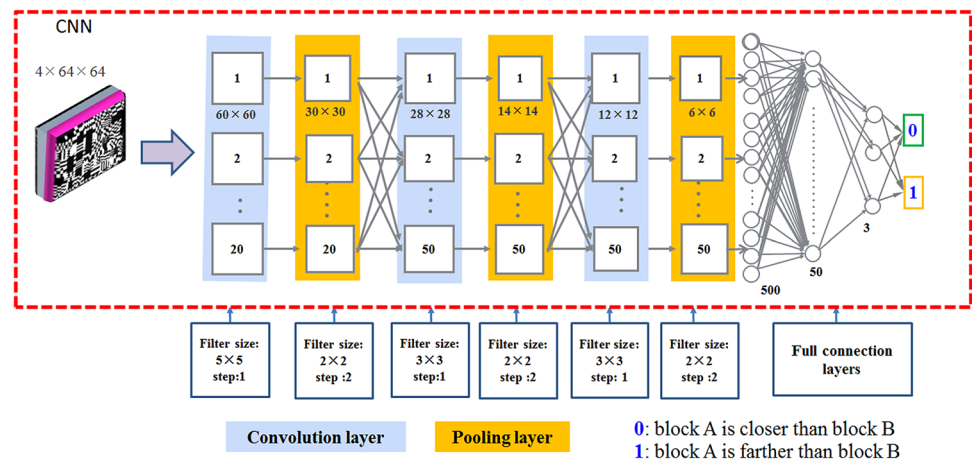 CNN
4×64×64
1
1
1
1
1
1
60×60
30×30
28×28
14×14
12×12
6×6
2
2
2
2
2
2
20
20
50
50
50
50
500
50
3
0
1
Filter size:
5×5
step:1
Filter size:
2×2
step :2
Filter size:
3×3
step:1
Filter size:
2×2
step :2
Filter size:
3×3
step: 1
Filter size:
2×2
step :2
Full connection
layers
Convolution layer
Pooling layer
0: block A is closer than block B
1: block A is farther than block B